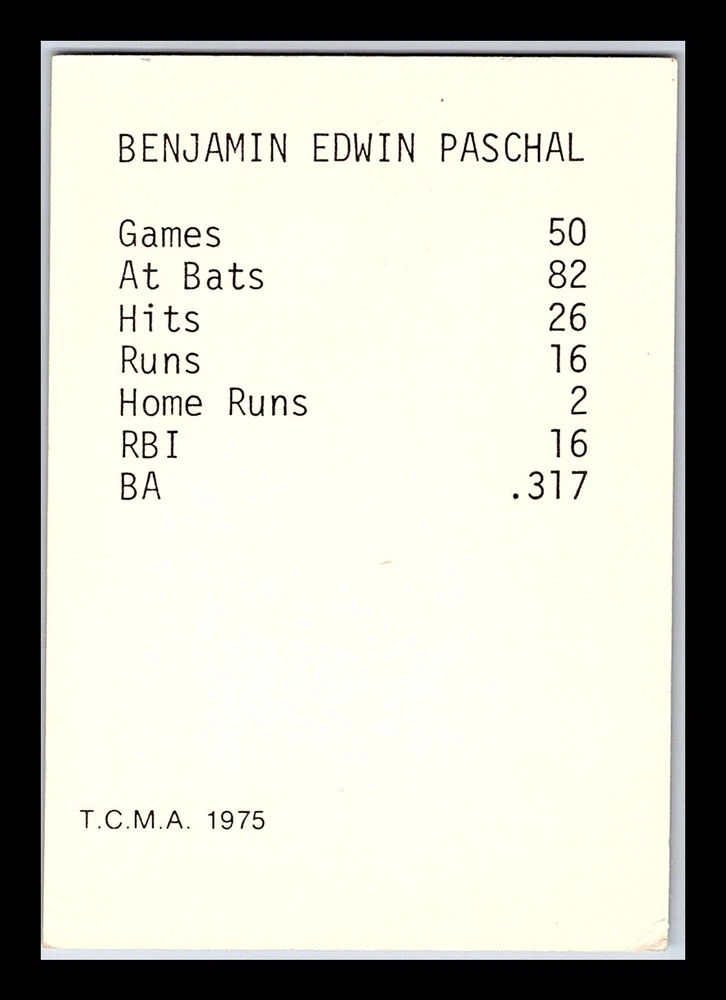 BENJAMIN EDWIN PASCHAL
Games 50
At Bats 82
Hits 26
Runs 16
Home Runs 2
RBI 16
BA .317
T.C.M.A. 1975